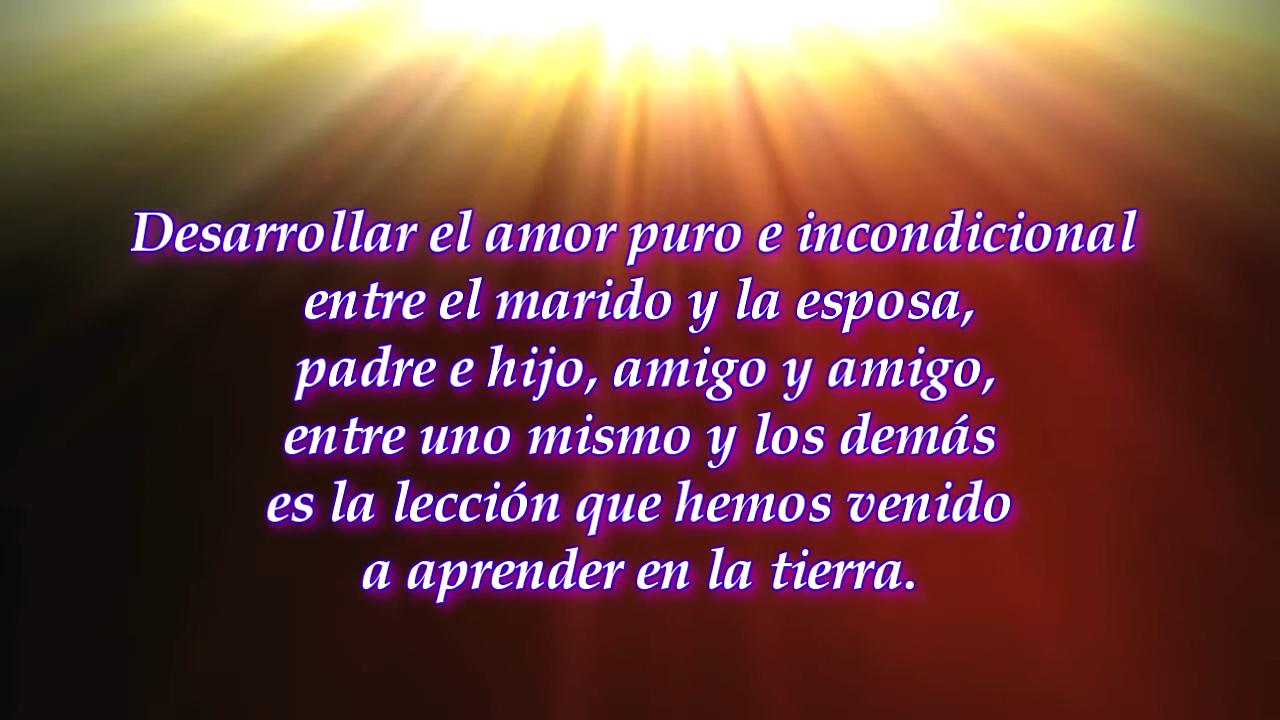 Desarrollar el amor puro e incondicional
entre el marido y la esposa,
padre e hijo, amigo y amigo,
entre uno mismo y los demás
es la lección que hemos venido
a aprender en la tierra.